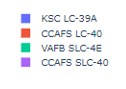 KSC LC-39A
CCAFS LC-40
VAFB SLC-4E
CCAFS SLC-40